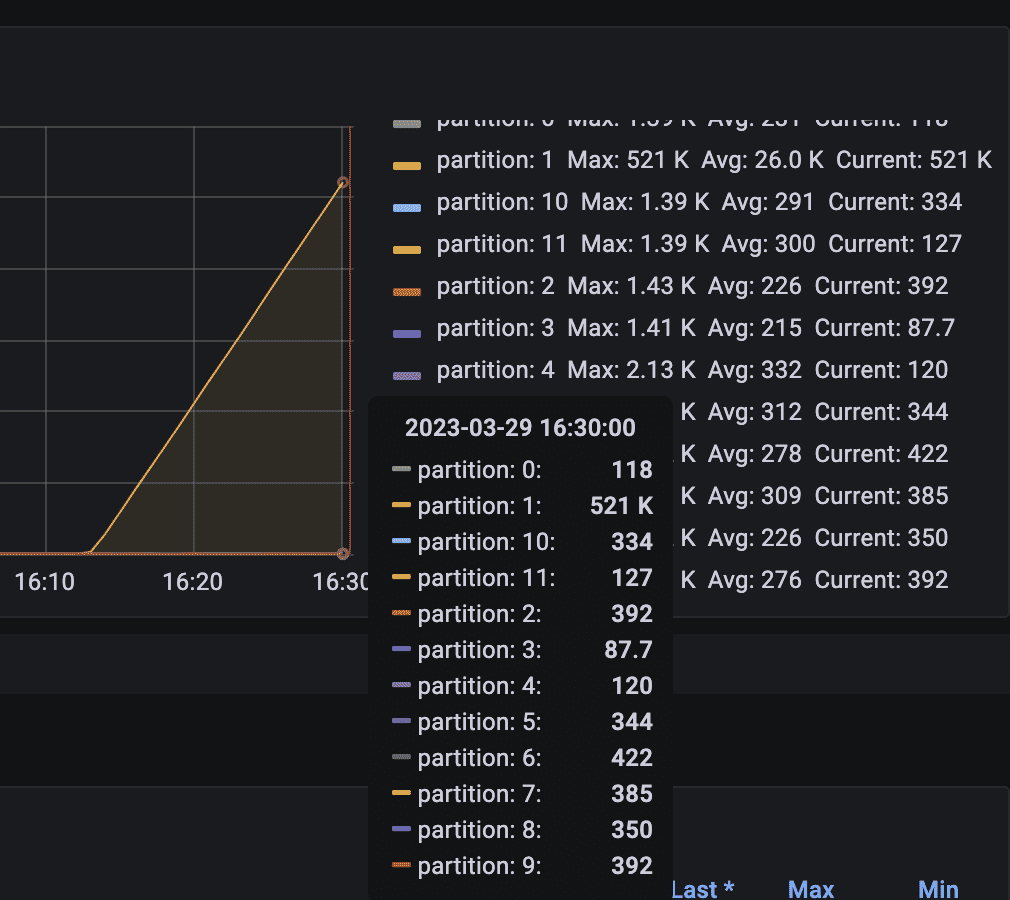 partition: 0 Max: 1.39 K Avg: 231 Current: 118
partition: 1 Max: 521 K Avg: 26.0 K Current: 521 K
partition: 10 Max: 1.39 K Avg: 291 Current: 334
partition: 11 Max: 1.39 K Avg: 300 Current: 127
partition: 2 Max: 1.43 K Avg: 226 Current: 392
partition: 3 Max: 1.41 K Avg: 215 Current: 87.7
partition: 4 Max: 2.13 K Avg: 332 Current: 120
K Avg: 312 Current: 344
K Avg: 278 Current: 422
K Avg: 309 Current: 385
K Avg: 226 Current: 350
K Avg: 276 Current: 392
16:10 16:20 16:30
2023-03-29 16:30:00
partition: 0: 118
partition: 1: 521 K
partition: 10: 334
partition: 11: 127
partition: 2: 392
partition: 3: 87.7
partition: 4: 120
partition: 5: 344
partition: 6: 422
partition: 7: 385
partition: 8: 350
partition: 9: 392
Last * Max Min